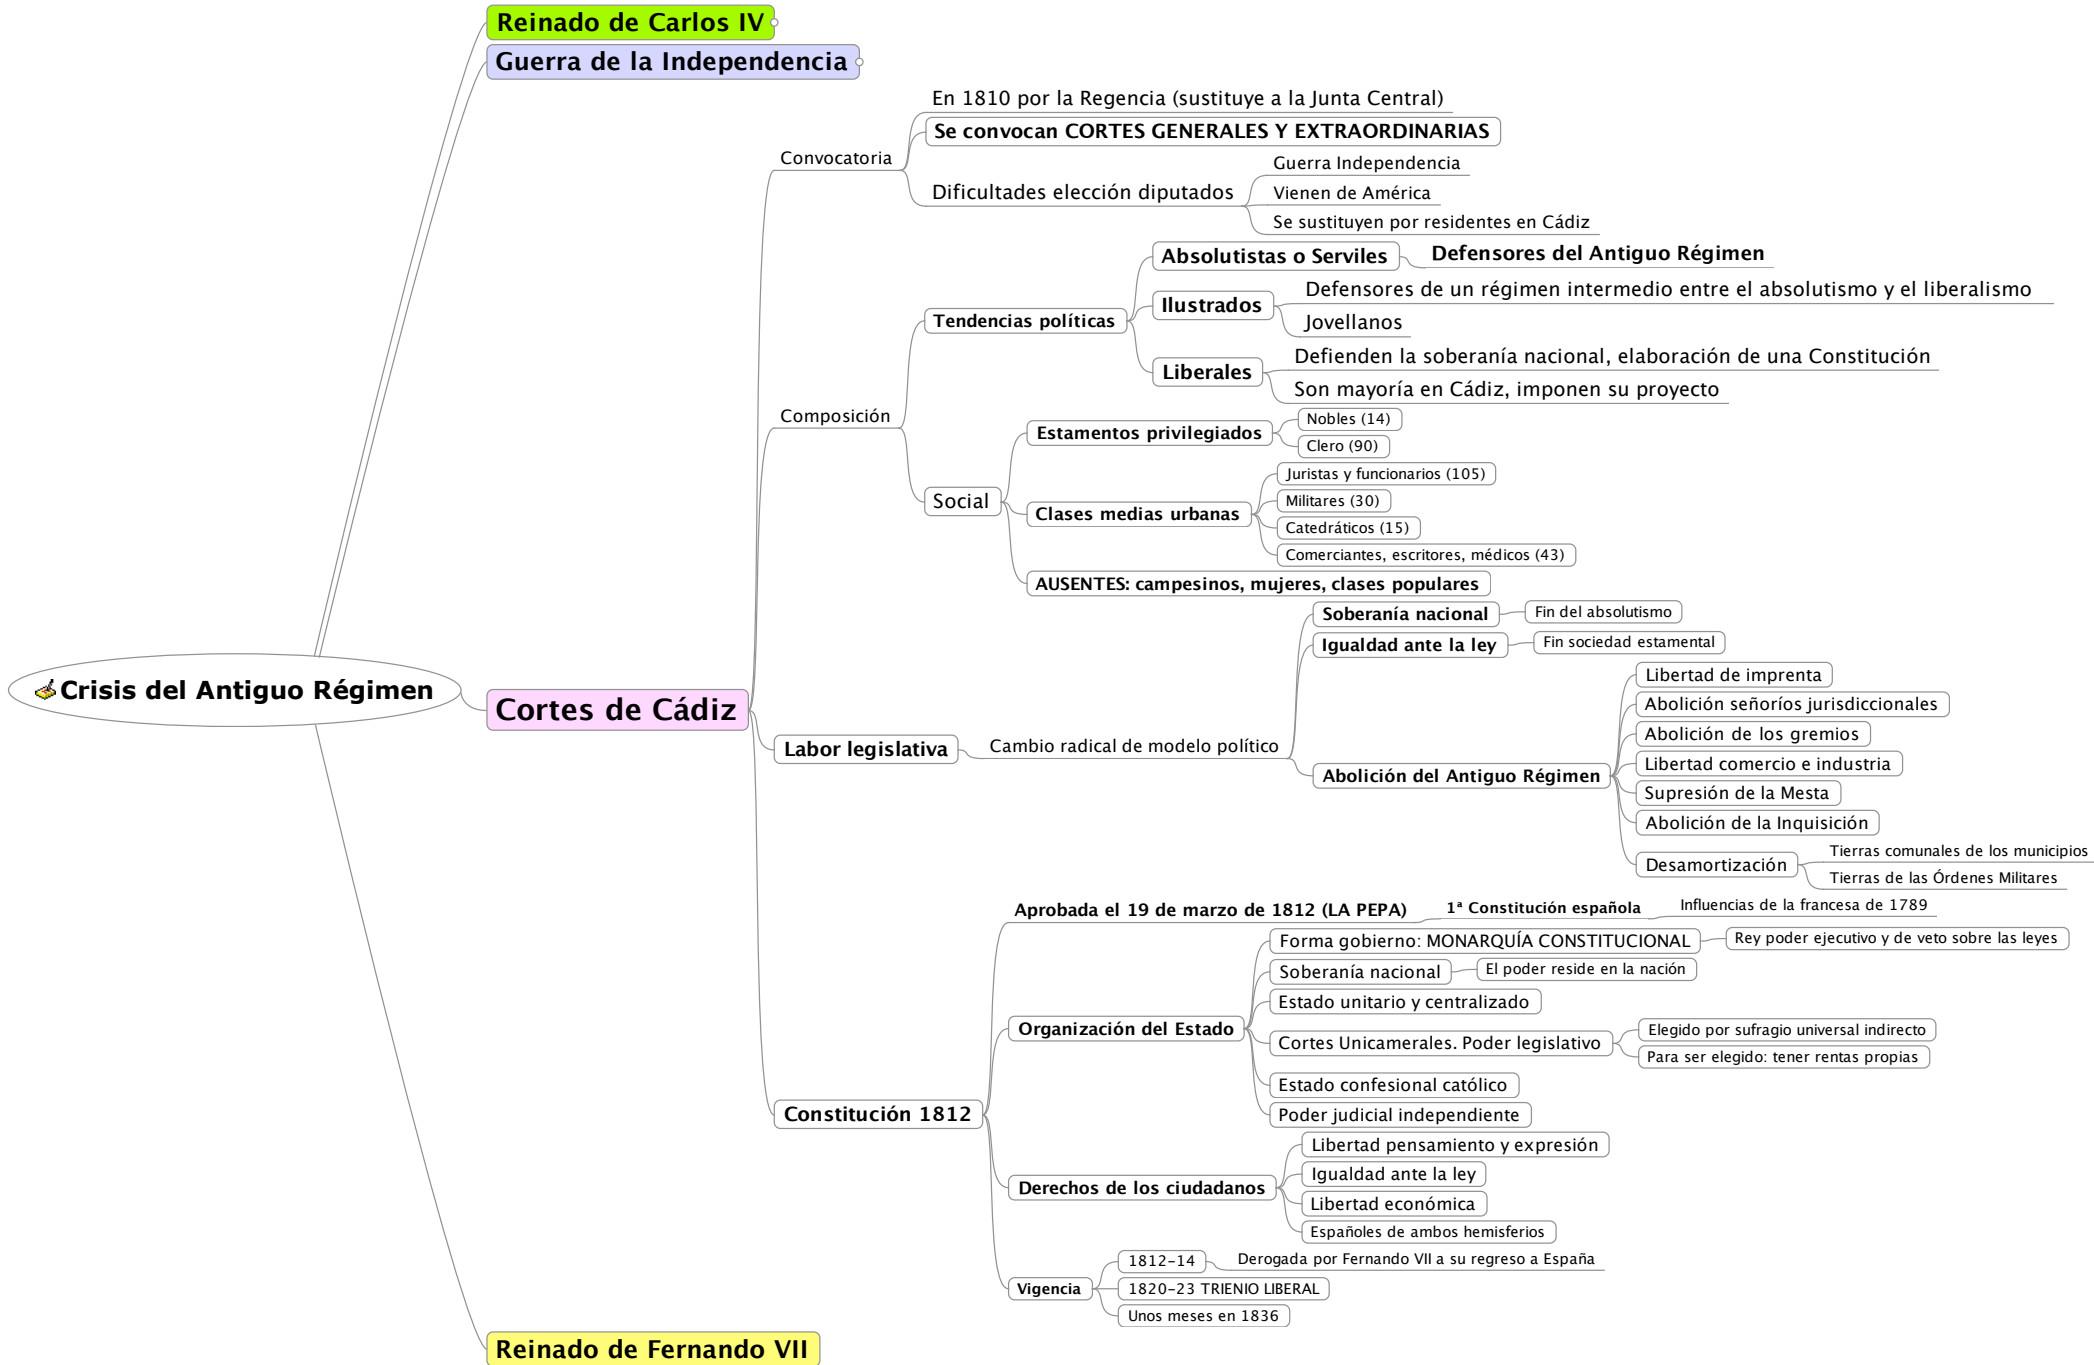 Reinado de Carlos IV
Guerra de la Independencia
En 1810 por la Regencia (sustituye a la Junta Central)
Se convocan CORTES GENERALES Y EXTRAORDINARIAS
Convocatoria
Guerra Independencia
Dificultades elección diputados
Vienen de América
Se sustituyen por residentes en Cádiz
Absolutistas o Serviles
Defensores del Antiguo Régimen
Defensores de un régimen intermedio entre el absolutismo y el liberalismo
Ilustrados
Tendencias políticas
Jovellanos
Defienden la soberanía nacional, elaboración de una Constitución
Liberales
Son mayoría en Cádiz, imponen su proyecto
Composición
Nobles (14)
Estamentos privilegiados
Clero (90)
Juristas y funcionarios (105)
Social
Militares (30)
Clases medias urbanas
Catedráticos (15)
Comerciantes, escritores, médicos (43)
AUSENTES: campesinos, mujeres, clases populares
Soberanía nacional
Fin del absolutismo
Igualdad ante la ley
Fin sociedad estamental
Crisis del Antiguo Régimen
Cortes de Cádiz
Libertad de imprenta
Abolición señoríos jurisdiccionales
Abolición de los gremios
Labor legislativa
Cambio radical de modelo político
Libertad comercio e industria
Abolición del Antiguo Régimen
Supresión de la Mesta
Abolición de la Inquisición
Desamortización
Tierras comunales de los municipios
Tierras de las Órdenes Militares
Aprobada el 19 de marzo de 1812 (LA PEPA)
1ª Constitución española
Influencias de la francesa de 1789
Forma gobierno: MONARQUÍA CONSTITUCIONAL
Rey poder ejecutivo y de veto sobre las leyes
Soberanía nacional
El poder reside en la nación
Estado unitario y centralizado
Organización del Estado
Cortes Unicamerales. Poder legislativo
Elegido por sufragio universal indirecto
Para ser elegido: tener rentas propias
Estado confesional católico
Poder judicial independiente
Constitución 1812
Libertad pensamiento y expresión
Igualdad ante la ley
Derechos de los ciudadanos
Libertad económica
Españoles de ambos hemisferios
1812-14
Derogada por Fernando VII a su regreso a España
Vigencia
1820-23 TRIENIO LIBERAL
Unos meses en 1836
Reinado de Fernando VII